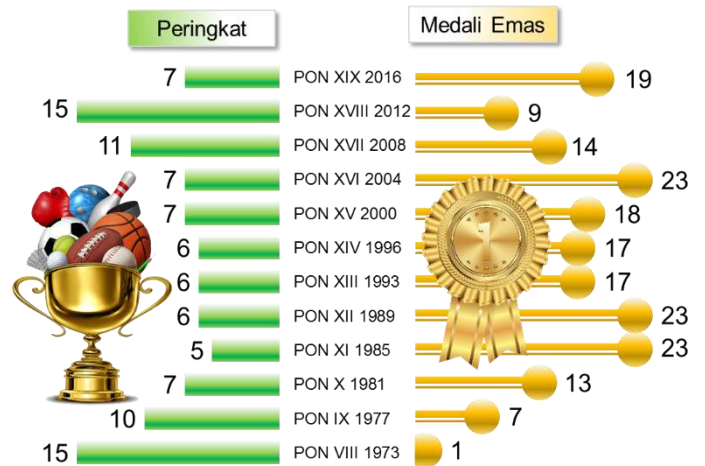 Peringkat Medali Emas
7 PON XIX 2016 19
15 PON XVIII 2012 9
11 PON XVII 2008 14
7 PON XVI 2004 23
7 PON XV 2000 18
6 PON XIV 1996 17
6 PON XIII 1993 17
6 PON XII 1989 23
5 PON XI 1985 23
7 PON X 1981 13
10 PON IX 1977 7
15 PON VIII 1973 1
1